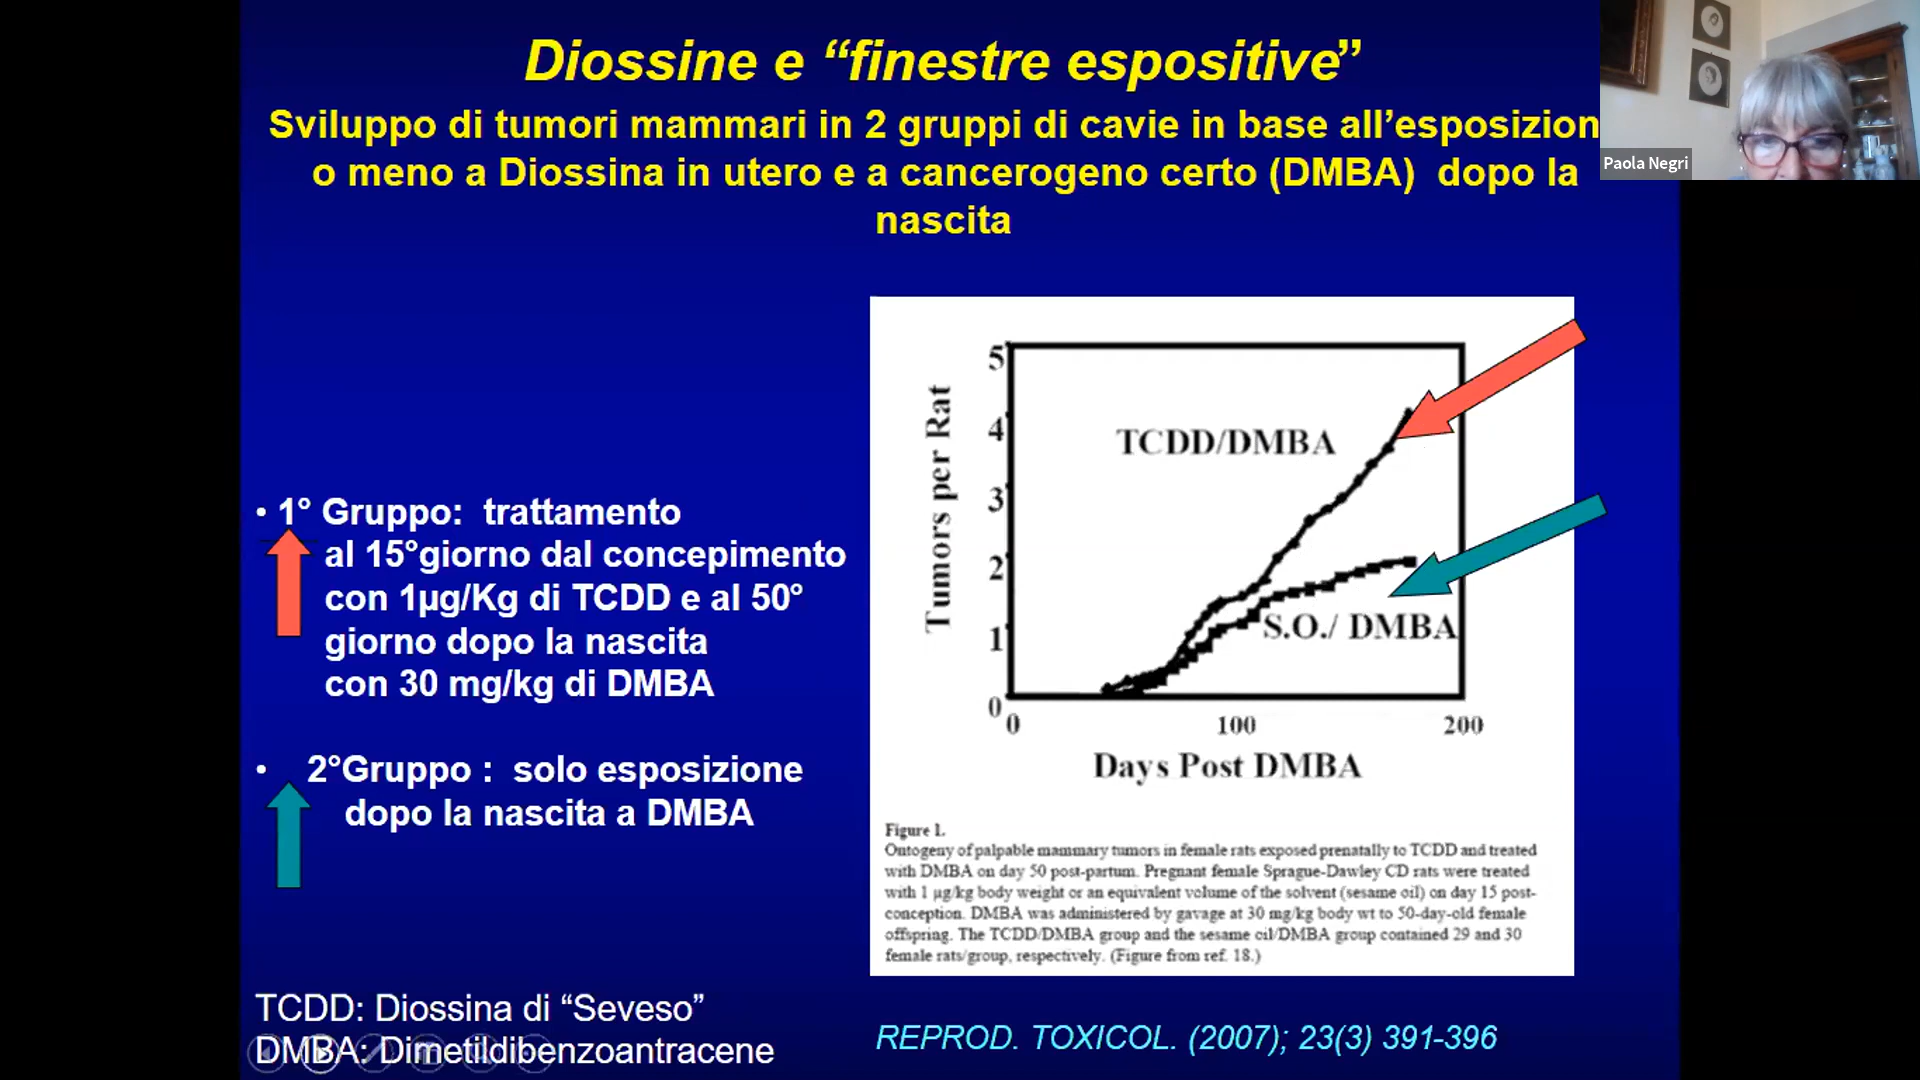 Diossine e “finestre espositive”
Sviluppo di tumori mammari in 2 gruppi di cavie in base all’esposizion
o meno a Diossina in utero e a cancerogeno certo (DMBA) dopo la
nascita
Paola Negri
• 1° Gruppo: trattamento
al 15°giorno dal concepimento
con 1µg/Kg di TCDD e al 50°
giorno dopo la nascita
con 30 mg/kg di DMBA
• 2°Gruppo : solo esposizione
dopo la nascita a DMBA
Tumors per Rat
5
4
3
2
1
0
TCDD/DMBA
S.O./ DMBA
0
100
200
Days Post DMBA
Figure 1.
Ontogeny of palpable mammary tumors in female rats exposed prenatally to TCDD and treated
with DMBA on day 50 post-partum. Pregnant female Sprague-Dawley CD rats were treated
with 1 µg/kg body weight or an equivalent volume of the solvent (sesame oil) on day 15 post-
conception. DMBA was administered by gavage at 30 mg/kg body wt to 50-day-old female
offspring. The TCDD/DMBA group and the sesame oil/DMBA group contained 29 and 30
female rats/group, respectively. (Figure from ref. 18.)
TCDD: Diossina di “Seveso”
DMBA: Dimetildibenzoantracene
REPROD. TOXICOL. (2007); 23(3) 391-396